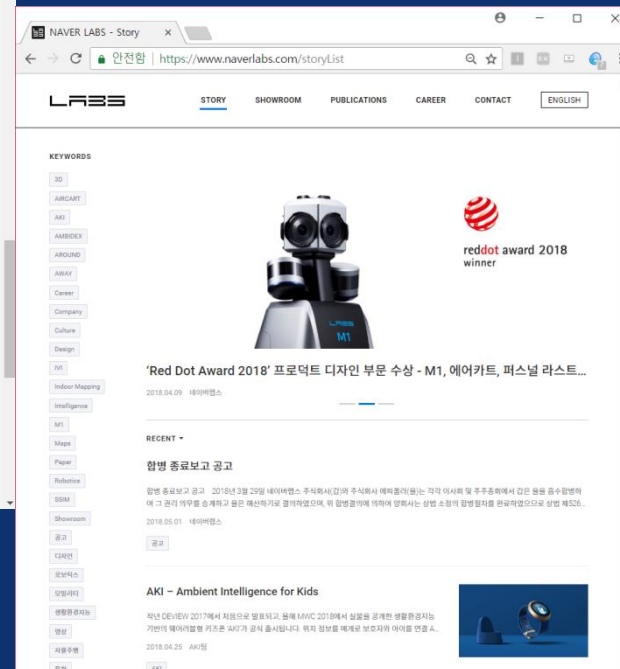 NAVER LABS - Story
안전함 | https://www.naverlabs.com/storyList
LABS
STORY
SHOWROOM
PUBLICATIONS
CAREER
CONTACT
ENGLISH
KEYWORDS
3D
AIRCART
AKI
AMBIDEX
AROUND
AWAY
Career
Company
Culture
Design
IVI
Indoor Mapping
Intelligence
M1
Maps
Paper
Robotics
SSIM
Showroom
공고
디자인
로보틱스
모빌리티
생활환경지능
영상
자율주행
LABS
M1
reddot award 2018
winner
‘Red Dot Award 2018’ 프로덕트 디자인 부문 수상 - M1, 에어카트, 퍼스널 라스트...
2018.04.09 네이버랩스
RECENT
합병 종료보고 공고
합병 종료보고 공고 2018년 3월 29일 네이버랩스 주식회사(갑)와 주식회사 에피폴라(을)는 각각 이사회 및 주주총회에서 갑은 을을 흡수합병하
여 그 권리 의무를 승계하고 을은 해산하기로 결의하였으며, 위 합병결의에 의하여 양회사는 상법 소정의 합병절차를 완료하였으므로 상법 제526...
2018.05.01 네이버랩스
공고
AKI – Ambient Intelligence for Kids
작년 DEVIEW 2017에서 처음으로 발표되고, 올해 MWC 2018에서 실물을 공개한 생활환경지능
기반의 웨어러블형 키즈폰 'AKI'가 공식 출시됩니다. 위치 정보를 매개로 보호자와 아이를 연결 A...
2018.04.25 AKI팀
AKI